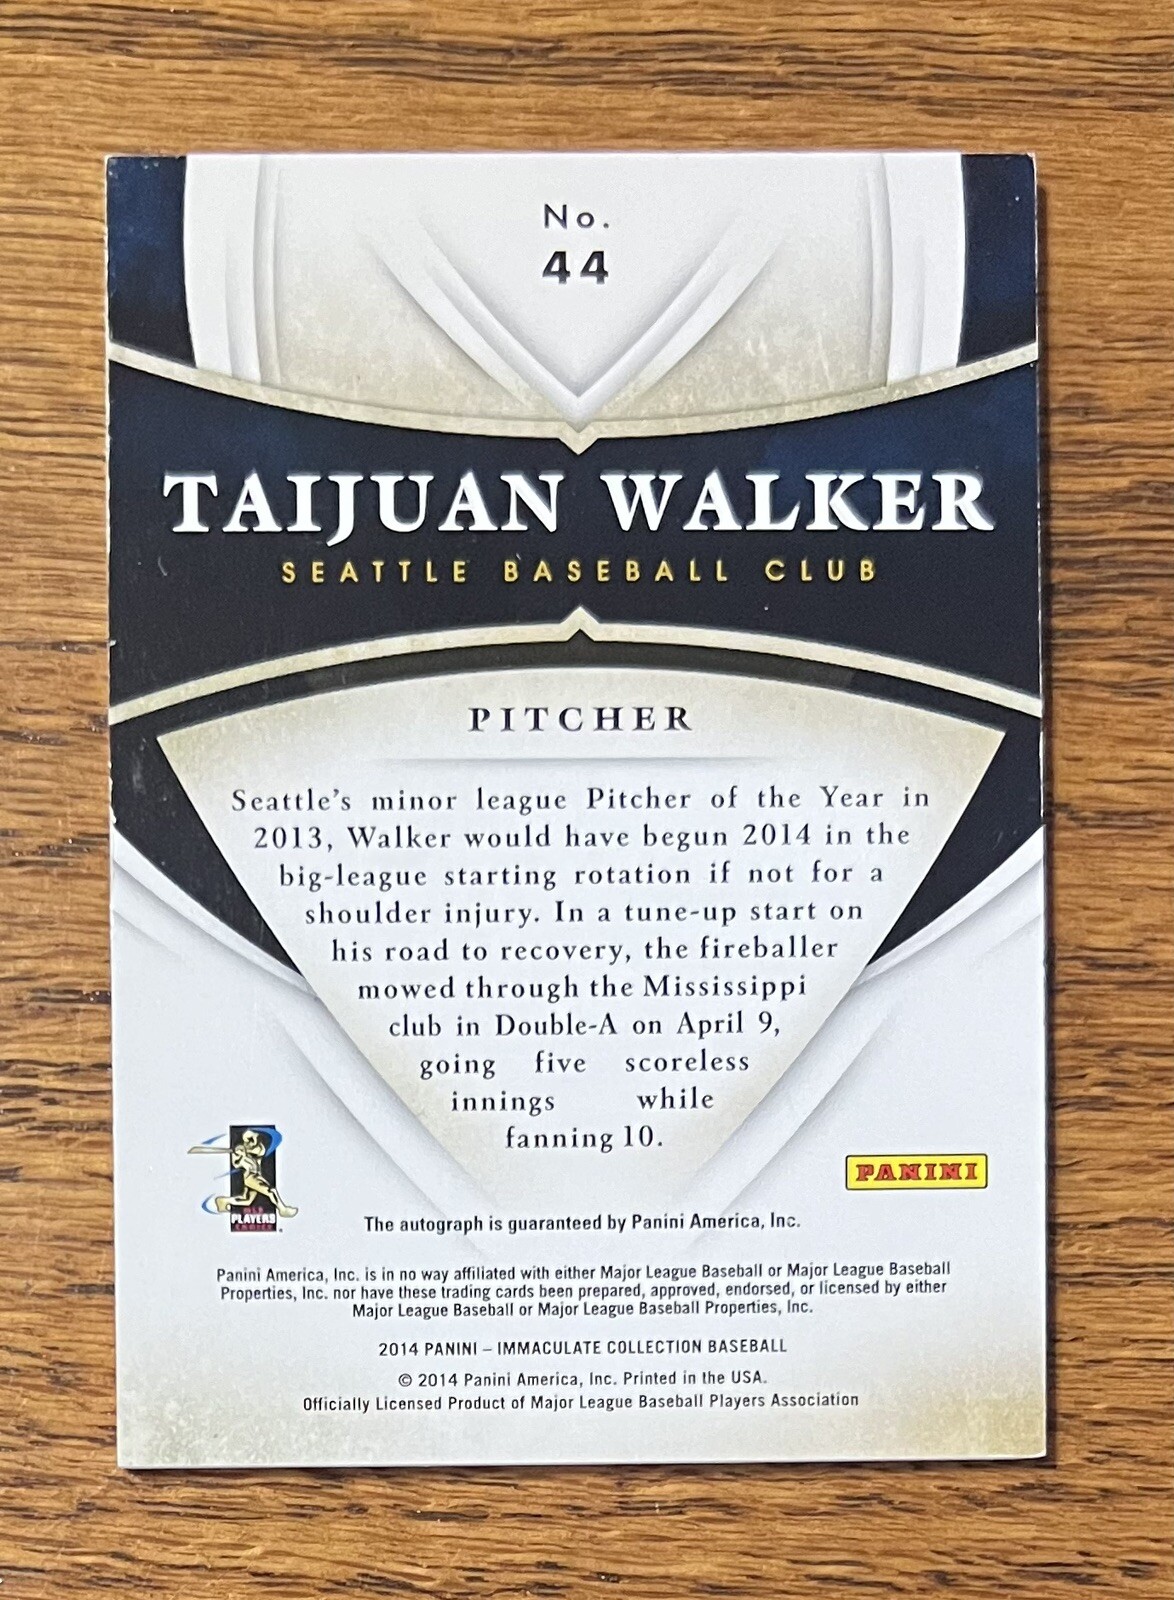 No.
44
TAIJUAN WALKER
SEATTLE BASEBALL CLUB
PITCHER
Seattle's minor league Pitcher of the Year in
2013, Walker would have begun 2014 in the
big-league starting rotation if not for a
shoulder injury. In a tune-up start on
his road to recovery, the fireballer
mowed through the Mississippi
club in Double-A on April 9,
going five scoreless
innings while
fanning 10.
MLB
PLAYERS
CHOICE
PANINI
The autograph is guaranteed by Panini America, Inc.
Panini America, Inc. is in no way affiliated with either Major League Baseball or Major League Baseball
Properties, Inc. nor have these trading cards been prepared, approved, endorsed, or licensed by either
Major League Baseball or Major League Baseball Properties, Inc.
2014 PANINI – IMMACULATE COLLECTION BASEBALL
© 2014 Panini America, Inc. Printed in the USA.
Officially Licensed Product of Major League Baseball Players Association